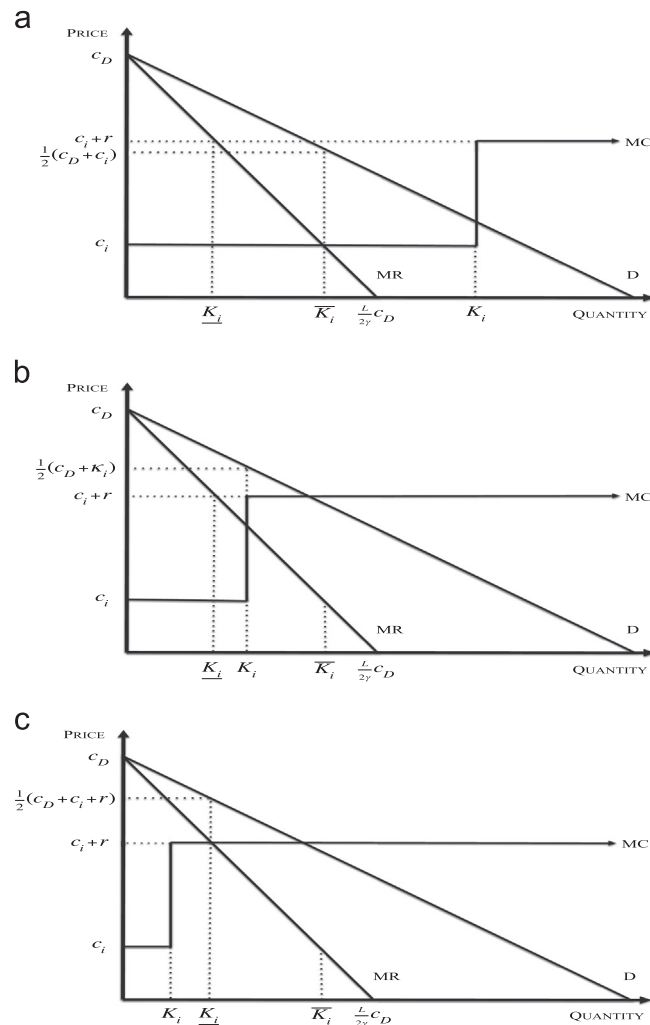 a
PRICE
c_D
c_i+r
MC
½(c_D+c_i)
c_i
MR
D
K_i
K̅_i
L/2γ c_D
K_i
QUANTITY
b
PRICE
c_D
½(c_D+κ_i)
c_i+r
MC
c_i
MR
D
K_i
K_i
K̅_i
L/2γ c_D
QUANTITY
c
PRICE
c_D
½(c_D+c_i+r)
c_i+r
MC
c_i
MR
D
K_i
K_i
K̅_i
L/2γ c_D
QUANTITY